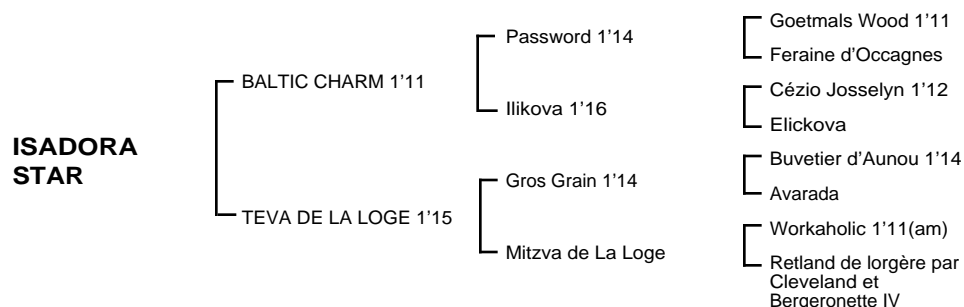 ISADORA
STAR
BALTIC CHARM 1'11
TEVA DE LA LOGE 1'15
Password 1'14
Ilikova 1'16
Gros Grain 1'14
Mitzva de La Loge
Goetmals Wood 1'11
Feraine d'Occagnes
Cézio Josselyn 1'12
Elickova
Buvetier d'Aunou 1'14
Avarada
Workaholic 1'11(am)
Retland de lorgère par
Cleveland et
Bergeronette IV